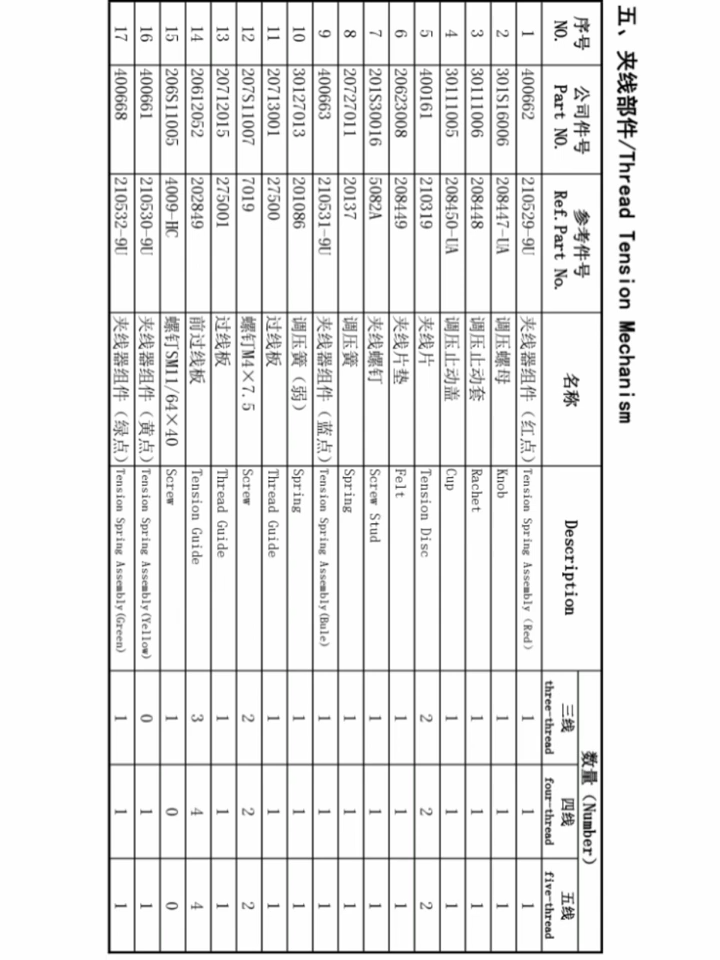 五、夹线部件/Thread Tension Mechanism
序号 NO. 公司件号 Part NO. 参考件号 Ref.Part No. 名称 Description 数量(Number)
三线 three-thread 四线 four-thread 五线 five-thread
1 400662 210529-9U 夹线器组件（红点） Tension Spring Assembly（Red） 1 1 1
2 301S16006 208447-UA 调压螺母 Knob 1 1 1
3 30111006 208448 调压止动套 Rachet 1 1 1
4 30111005 208450-UA 调压止动盖 Cup 1 1 1
5 400161 210319 夹线片 Tension Disc 2 2 2
6 20623008 208449 夹线片垫 Felt 1 1 1
7 201S30016 5082A 夹线螺钉 Screw Stud 1 1 1
8 20727011 20137 调压簧 Spring 1 1 1
9 400663 210531-9U 夹线器组件（蓝点） Tension Spring Assembly(Bule) 1 1 1
10 30127013 201086 调压簧（弱） Spring 1 1 1
11 20713001 27500 过线板 Thread Guide 1 1 1
12 207S11007 7019 螺钉M4×7.5 Screw 2 2 2
13 20712015 275001 过线板 Thread Guide 1 1 1
14 20612052 202849 前过线板 Tension Guide 3 4 4
15 206S11005 4009-HC 螺钉SM11/64×40 Screw 1 0 0
16 400661 210530-9U 夹线器组件（黄点） Tension Spring Assembly(Yellow) 0 1 1
17 400668 210532-9U 夹线器组件（绿点） Tension Spring Assembly(Green) 1 1 1